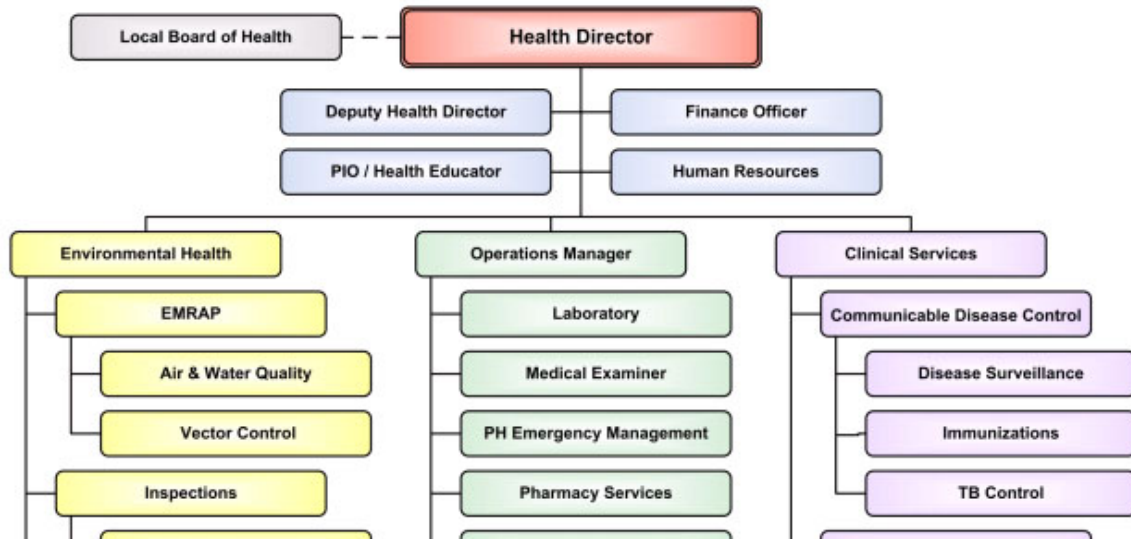 Local Board of Health
Health Director
Deputy Health Director
Finance Officer
PIO / Health Educator
Human Resources
Environmental Health
Operations Manager
Clinical Services
EMRAP
Laboratory
Communicable Disease Control
Air & Water Quality
Medical Examiner
Disease Surveillance
Vector Control
PH Emergency Management
Immunizations
Inspections
Pharmacy Services
TB Control